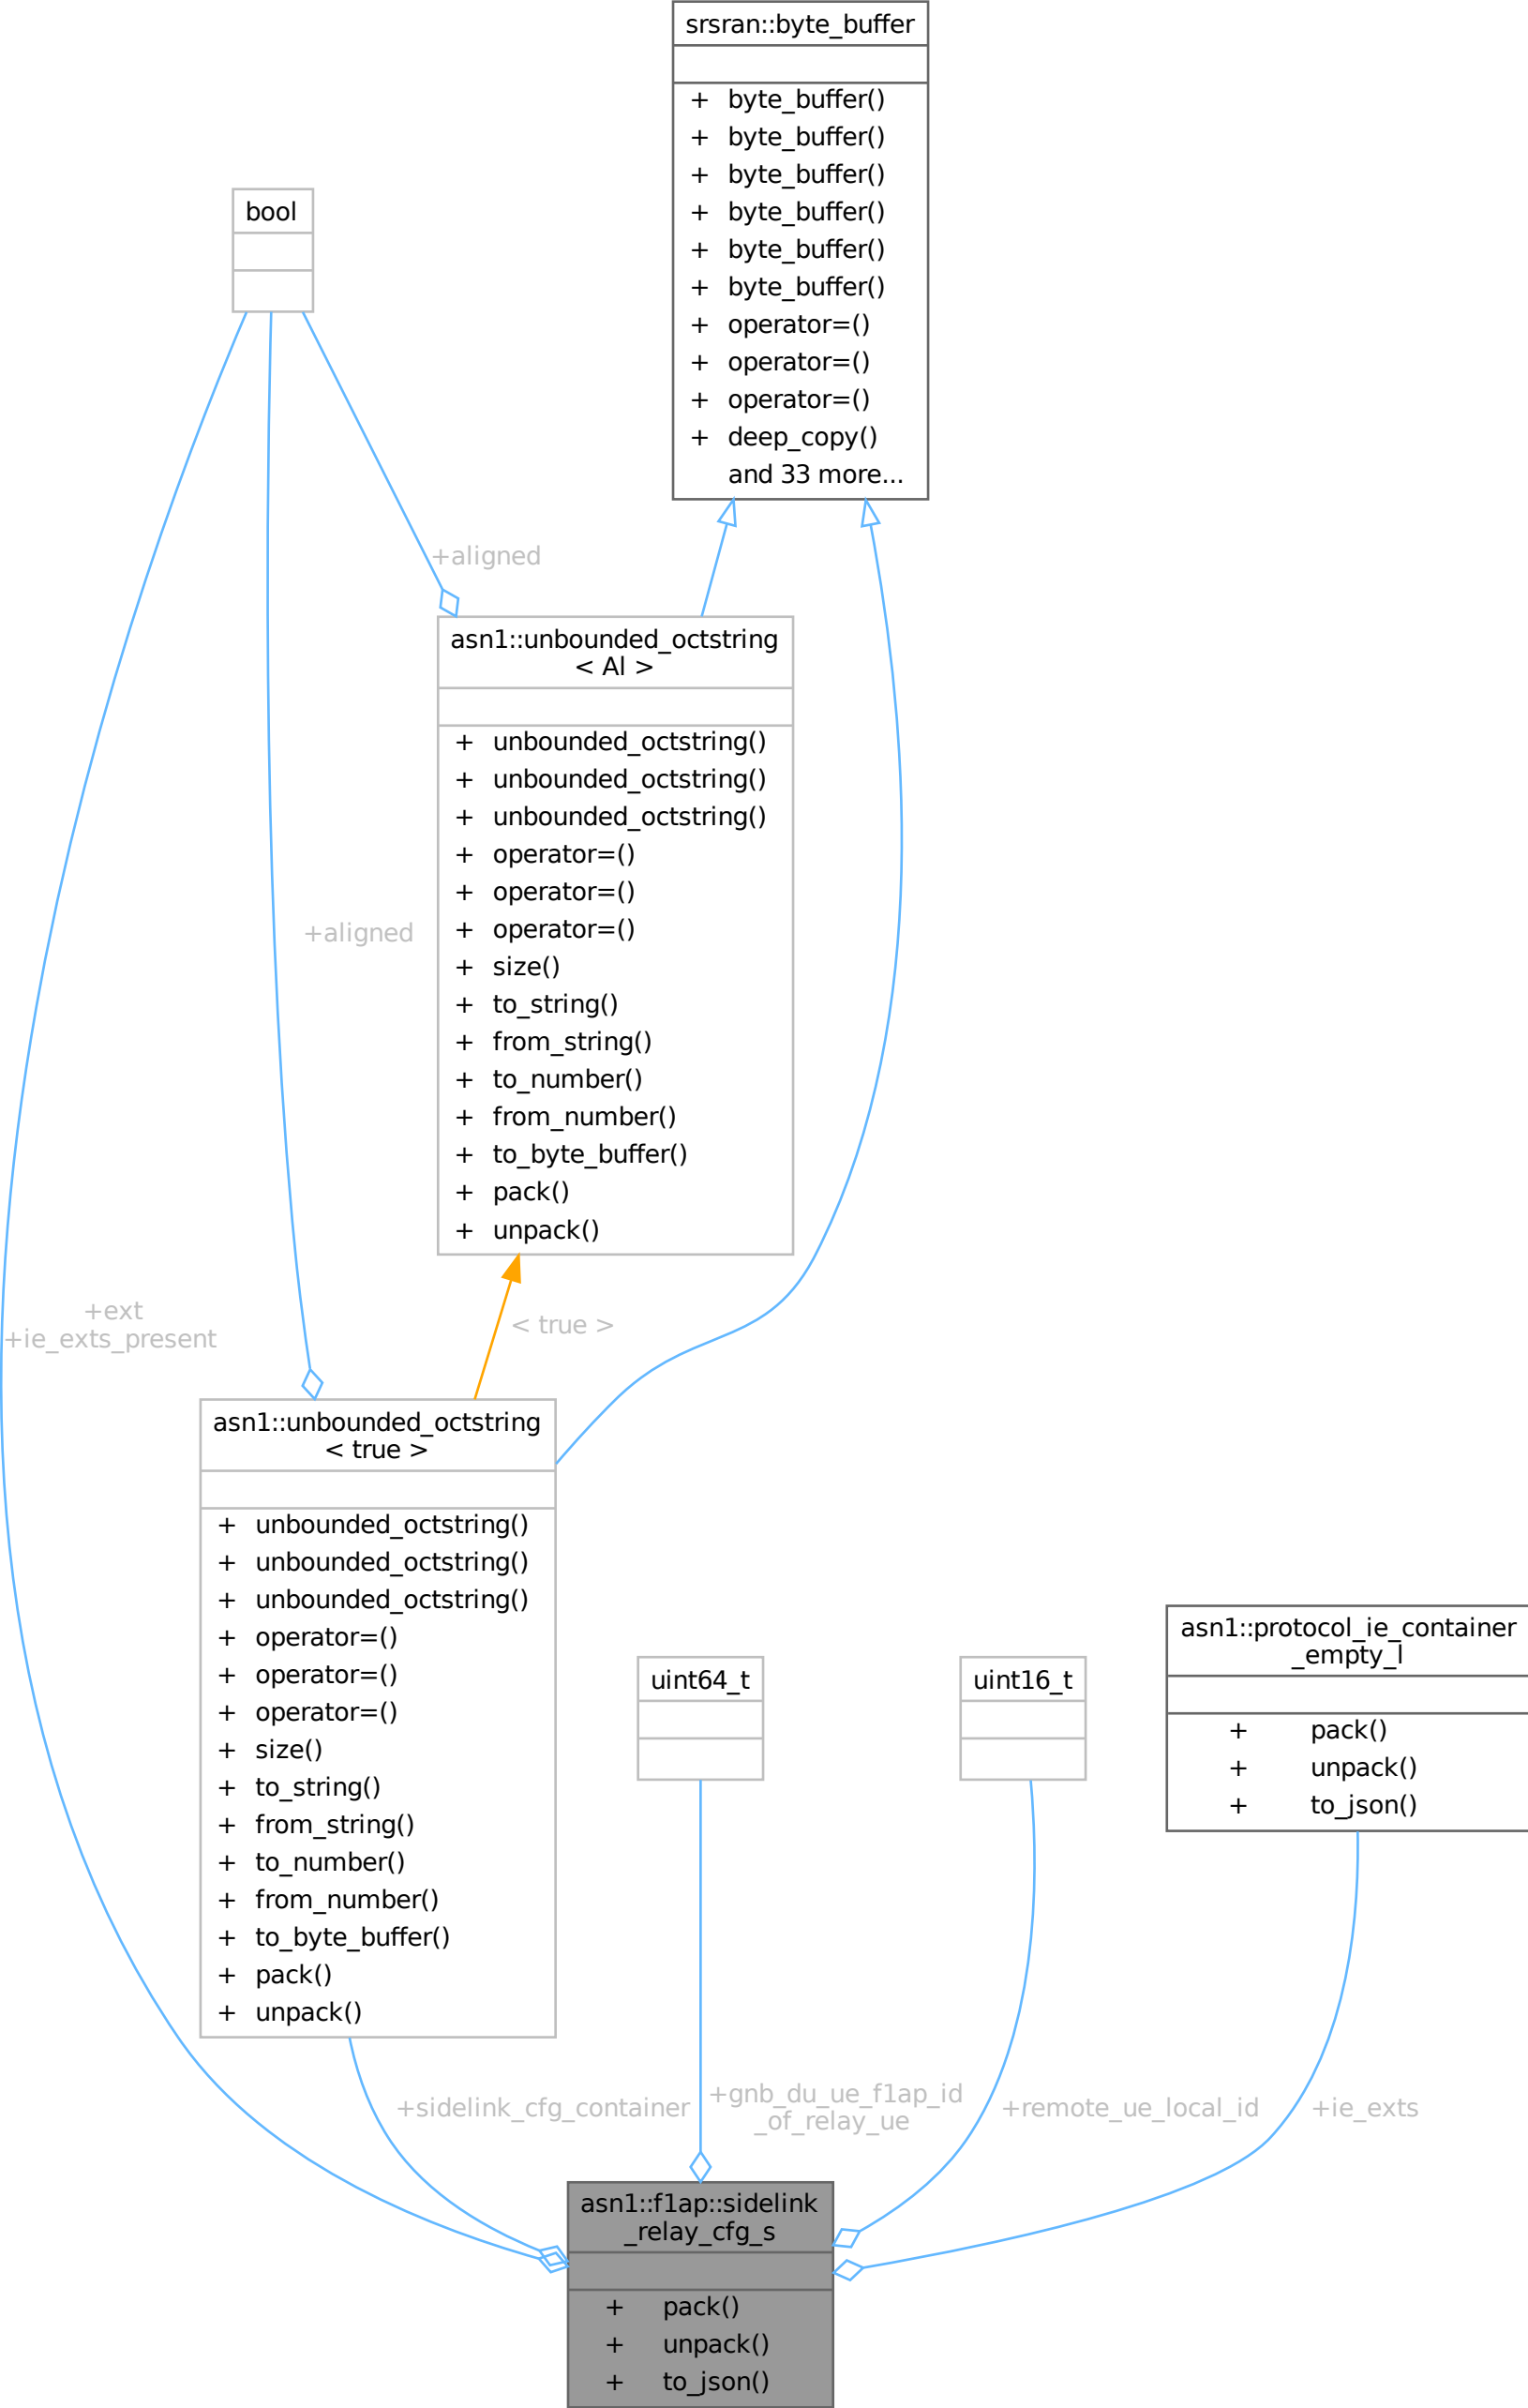 srsran::byte_buffer
+ byte_buffer()
+ byte_buffer()
+ byte_buffer()
+ byte_buffer()
+ byte_buffer()
+ byte_buffer()
+ operator=()
+ operator=()
+ operator=()
+ deep_copy()
and 33 more...
bool
+aligned
asn1::unbounded_octstring
< Al >
+ unbounded_octstring()
+ unbounded_octstring()
+ unbounded_octstring()
+ operator=()
+ operator=()
+ operator=()
+ size()
+ to_string()
+ from_string()
+ to_number()
+ from_number()
+ to_byte_buffer()
+ pack()
+ unpack()
+aligned
+ext
+ie_exts_present
< true >
asn1::unbounded_octstring
< true >
+ unbounded_octstring()
+ unbounded_octstring()
+ unbounded_octstring()
+ operator=()
+ operator=()
+ operator=()
+ size()
+ to_string()
+ from_string()
+ to_number()
+ from_number()
+ to_byte_buffer()
+ pack()
+ unpack()
uint64_t
uint16_t
asn1::protocol_ie_container
_empty_l
+ pack()
+ unpack()
+ to_json()
+sidelink_cfg_container
+gnb_du_ue_f1ap_id
_of_relay_ue
+remote_ue_local_id
+ie_exts
asn1::f1ap::sidelink
_relay_cfg_s
+ pack()
+ unpack()
+ to_json()